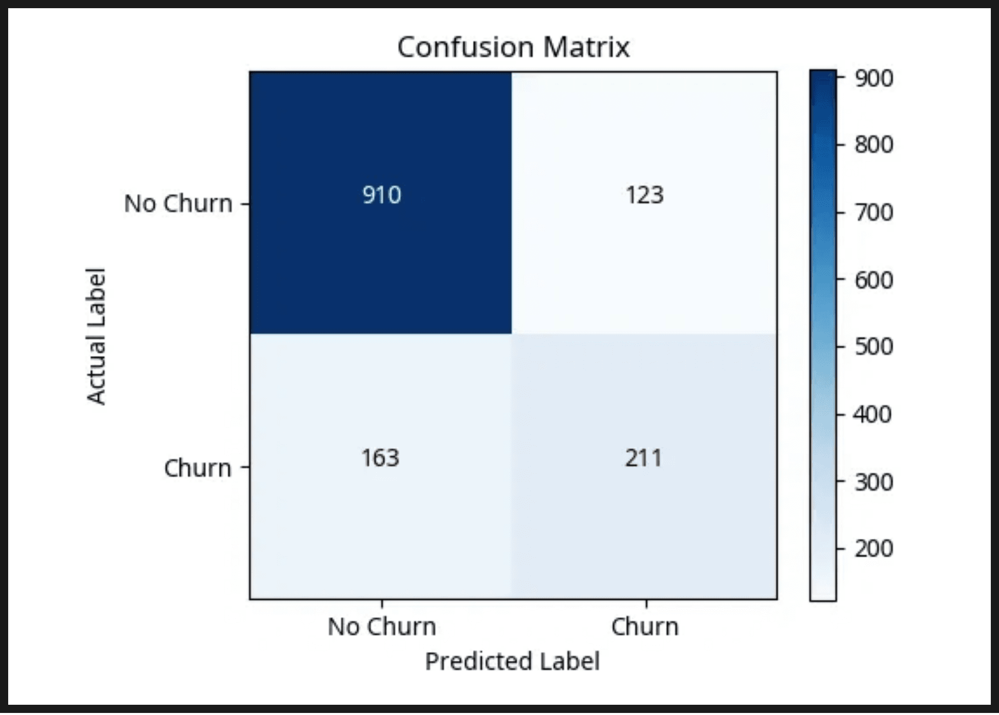 Confusion Matrix
900
800
700
600
500
400
300
200
Actual Label
No Churn
910
123
Churn
163
211
No Churn
Churn
Predicted Label